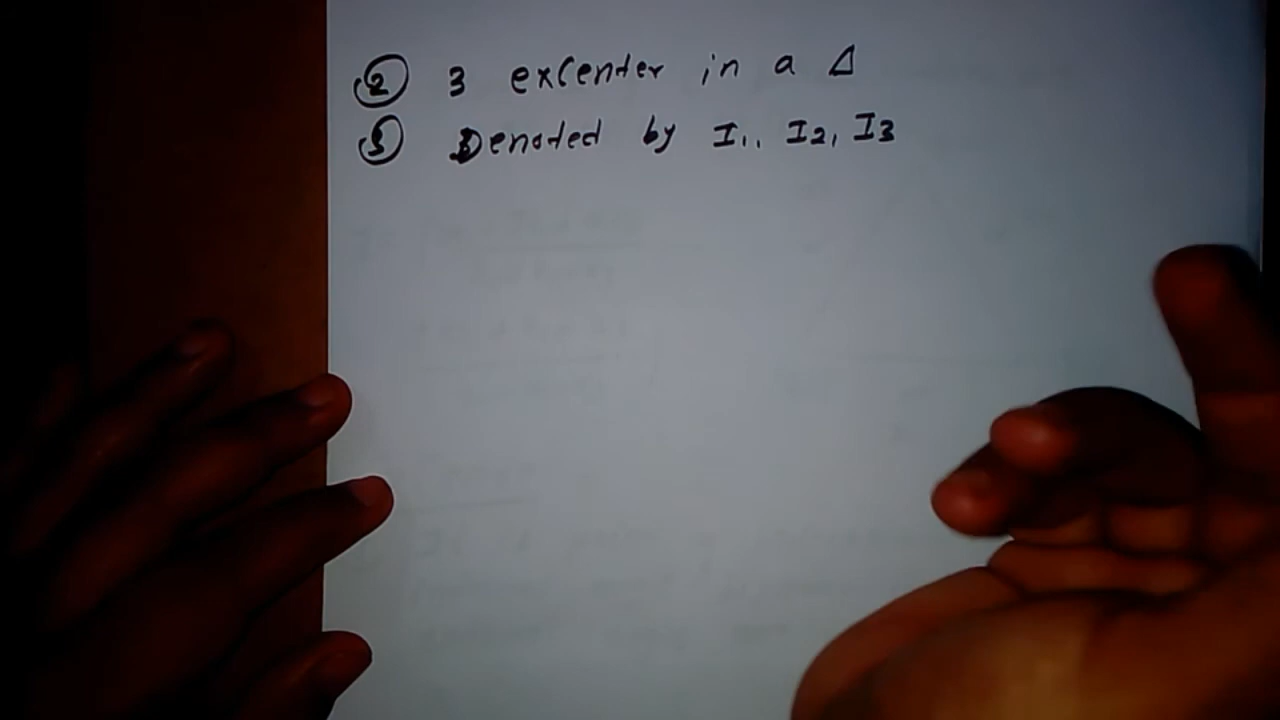 ② 3 excenter in a Δ
③ Denoted by I₁, I₂, I₃